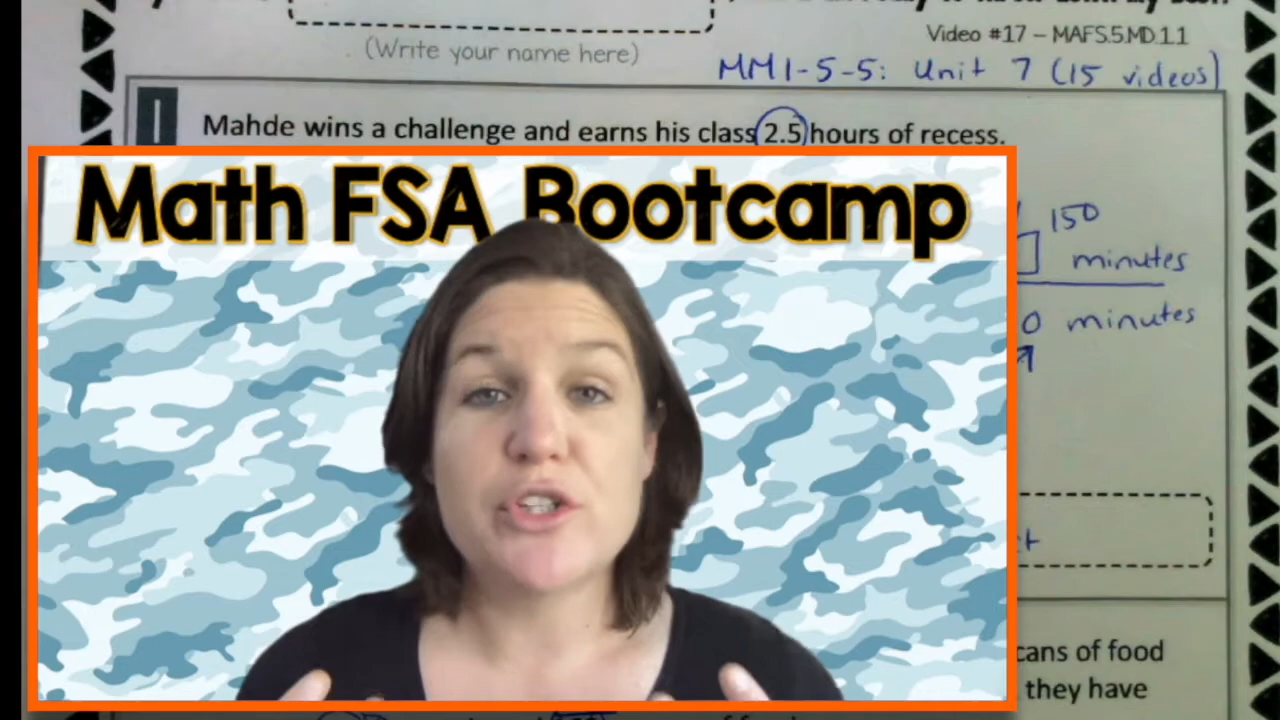 (Write your name here)
Video #17 – MAFS.5.MD.1.1
MM1-5-5: Unit 7 (15 videos)
1
Mahde wins a challenge and earns his class 2.5 hours of recess.
Math FSA Bootcamp
150
minutes
0 minutes
cans of food
they have